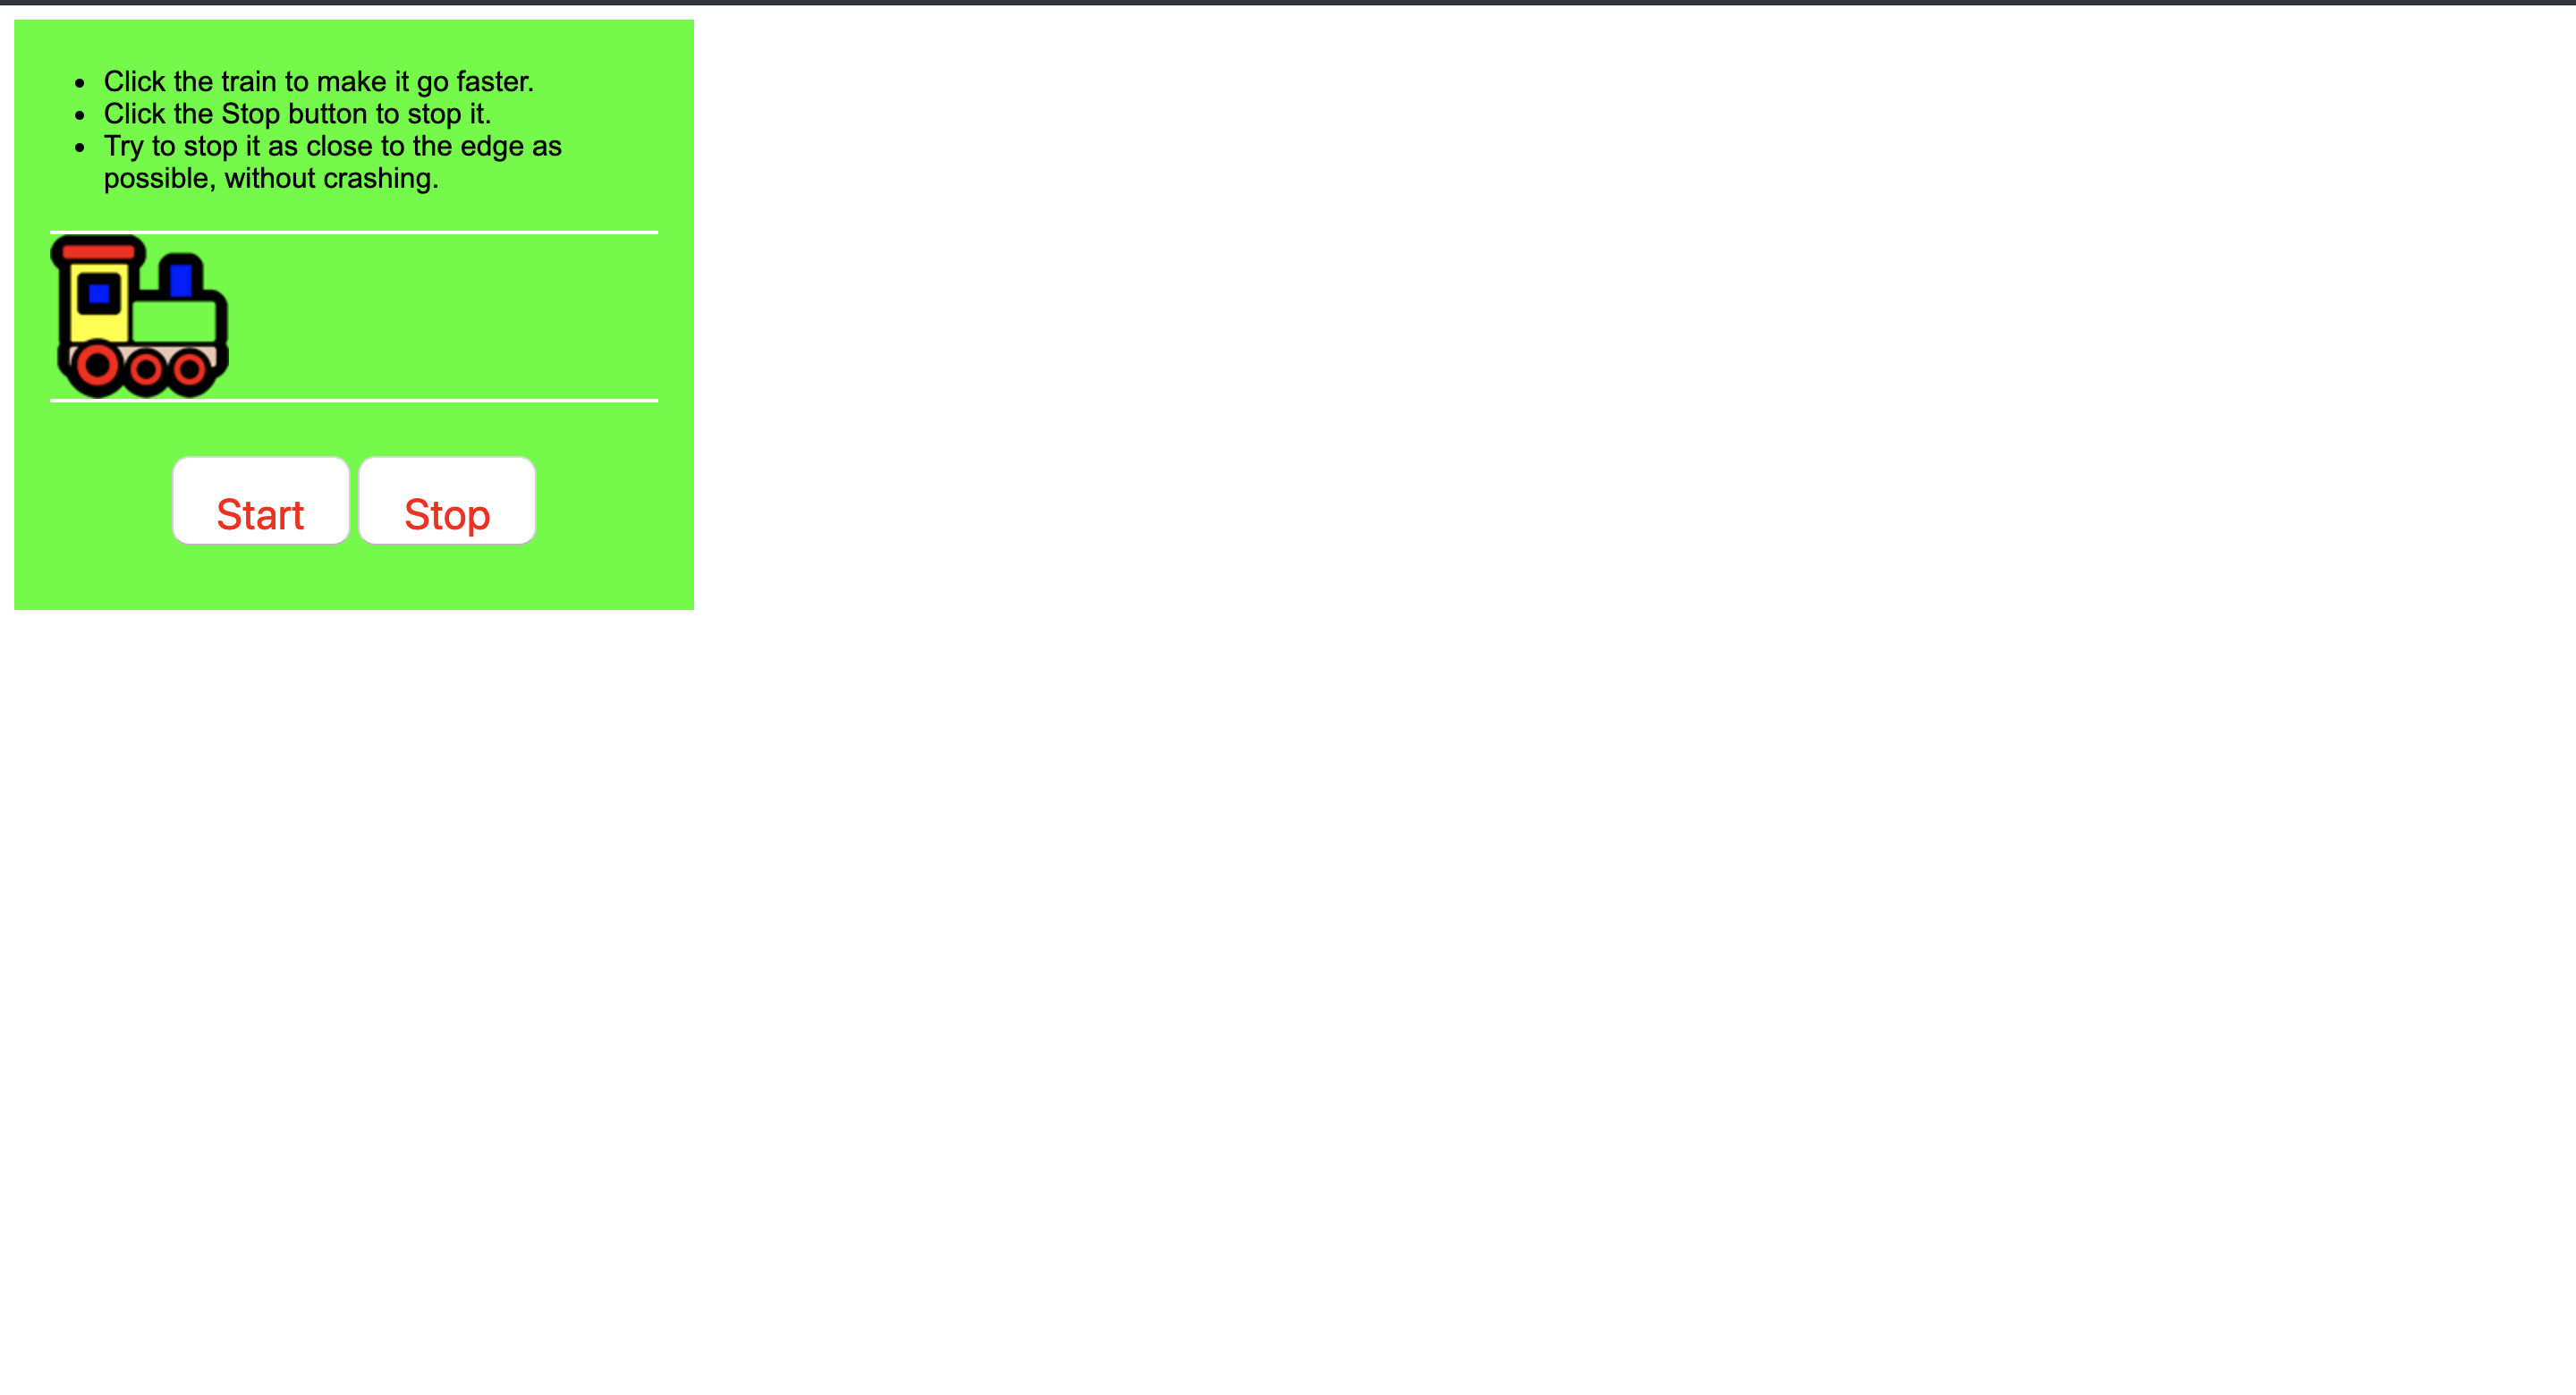 Click the train to make it go faster.
Click the Stop button to stop it.
Try to stop it as close to the edge as
possible, without crashing.
Start
Stop